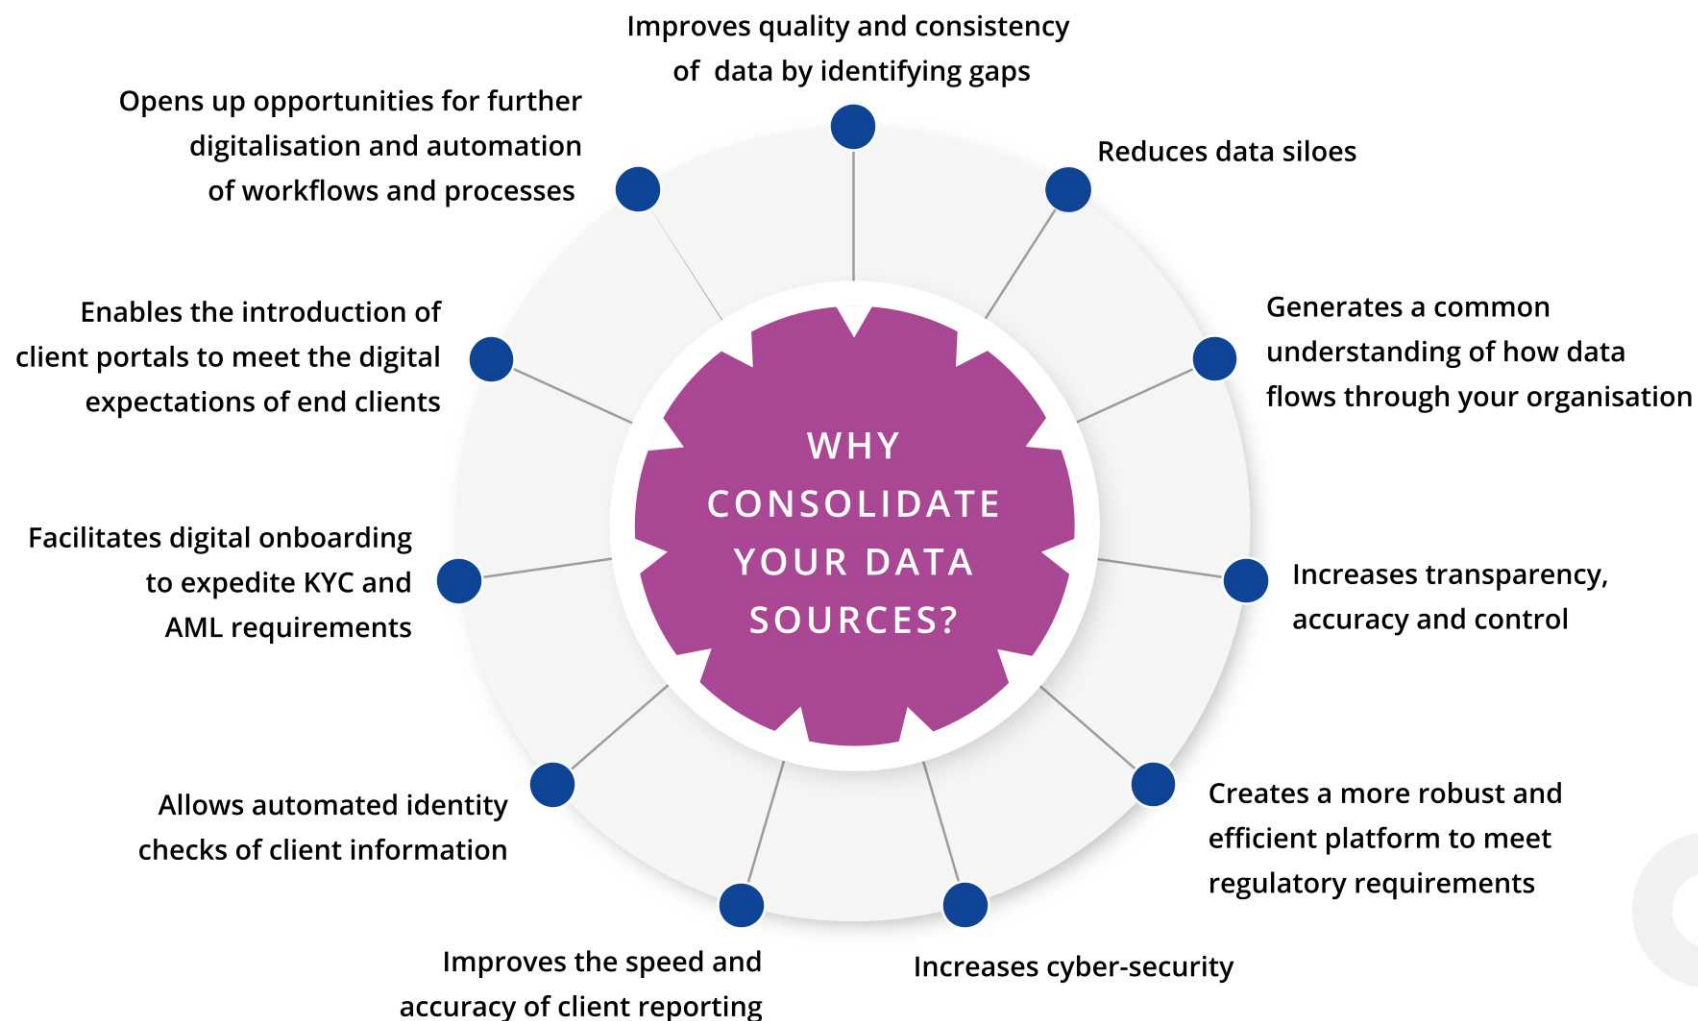 Improves quality and consistency
of data by identifying gaps
Reduces data siloes
Generates a common
understanding of how data
flows through your organisation
Increases transparency,
accuracy and control
Creates a more robust and
efficient platform to meet
regulatory requirements
Increases cyber-security
Improves the speed and
accuracy of client reporting
Allows automated identity
checks of client information
Facilitates digital onboarding
to expedite KYC and
AML requirements
Enables the introduction of
client portals to meet the digital
expectations of end clients
Opens up opportunities for further
digitalisation and automation
of workflows and processes
WHY
CONSOLIDATE
YOUR DATA
SOURCES?